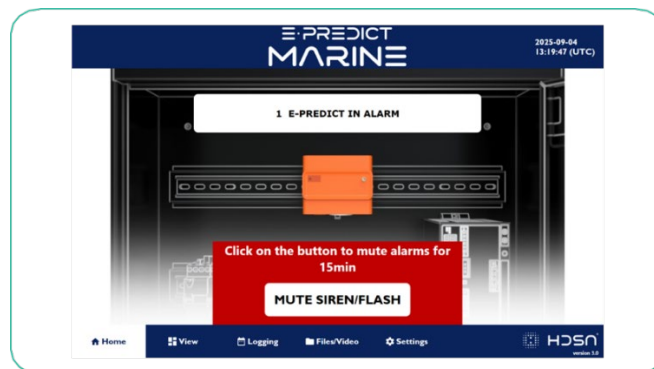 E·PREDICT
MARINE
2025-09-04
13:19:47 (UTC)
1 E-PREDICT IN ALARM
Click on the button to mute alarms for
15min
MUTE SIREN/FLASH
Home View Logging Files/Video Settings
HDSN
version 3.0